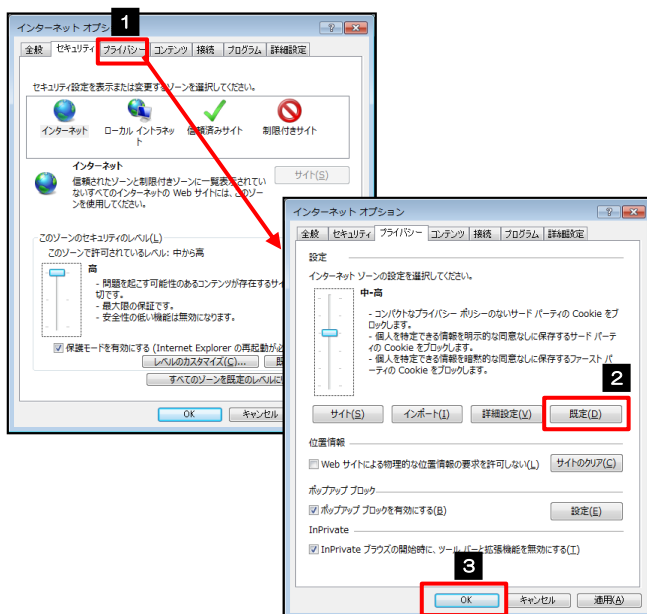 1
インターネット オプシ
全般 セキュリティ プライバシー コンテンツ 接続 プログラム 詳細設定
セキュリティ設定を表示または変更するゾーンを選択してください。
インターネット ローカル イントラネット 信頼済みサイト 制限付きサイト
インターネット
信頼されたゾーンと制限付きゾーンに一覧表示されてい
ないすべてのインターネットの Web サイトには、このゾー
ンを使用してください。
サイト(S)
このゾーンのセキュリティのレベル(L)
このゾーンで許可されているレベル: 中から高
高
- 問題を起こす可能性のあるコンテンツが存在するサイ
切です。
- 最大限の保証です。
- 安全性の低い機能は無効になります。
保護モードを有効にする (Internet Explorer の再起動が必
レベルのカスタマイズ(C)... 既
すべてのゾーンを既定のレベルに
OK キャンセル
インターネット オプション
全般 セキュリティ プライバシー コンテンツ 接続 プログラム 詳細設定
設定
インターネット ゾーンの設定を選択してください。
中-高
- コンパクトなプライバシー ポリシーのないサード パーティの Cookie をブ
ロックします。
- 個人を特定できる情報を明示的な同意なしに保存するサード パーテ
ィの Cookie をブロックします。
- 個人を特定できる情報を暗黙的な同意なしに保存するファースト パ
ーティの Cookie をブロックします。
2
サイト(S) インポート(I) 詳細設定(V) 既定(D)
位置情報
Web サイトによる物理的な位置情報の要求を許可しない(L) サイトのクリア(C)
ポップアップ ブロック
ポップアップ ブロックを有効にする(B) 設定(E)
InPrivate
InPrivate ブラウズの開始時に、ツール バーと拡張機能を無効にする(T)
3
OK キャンセル 適用(A)